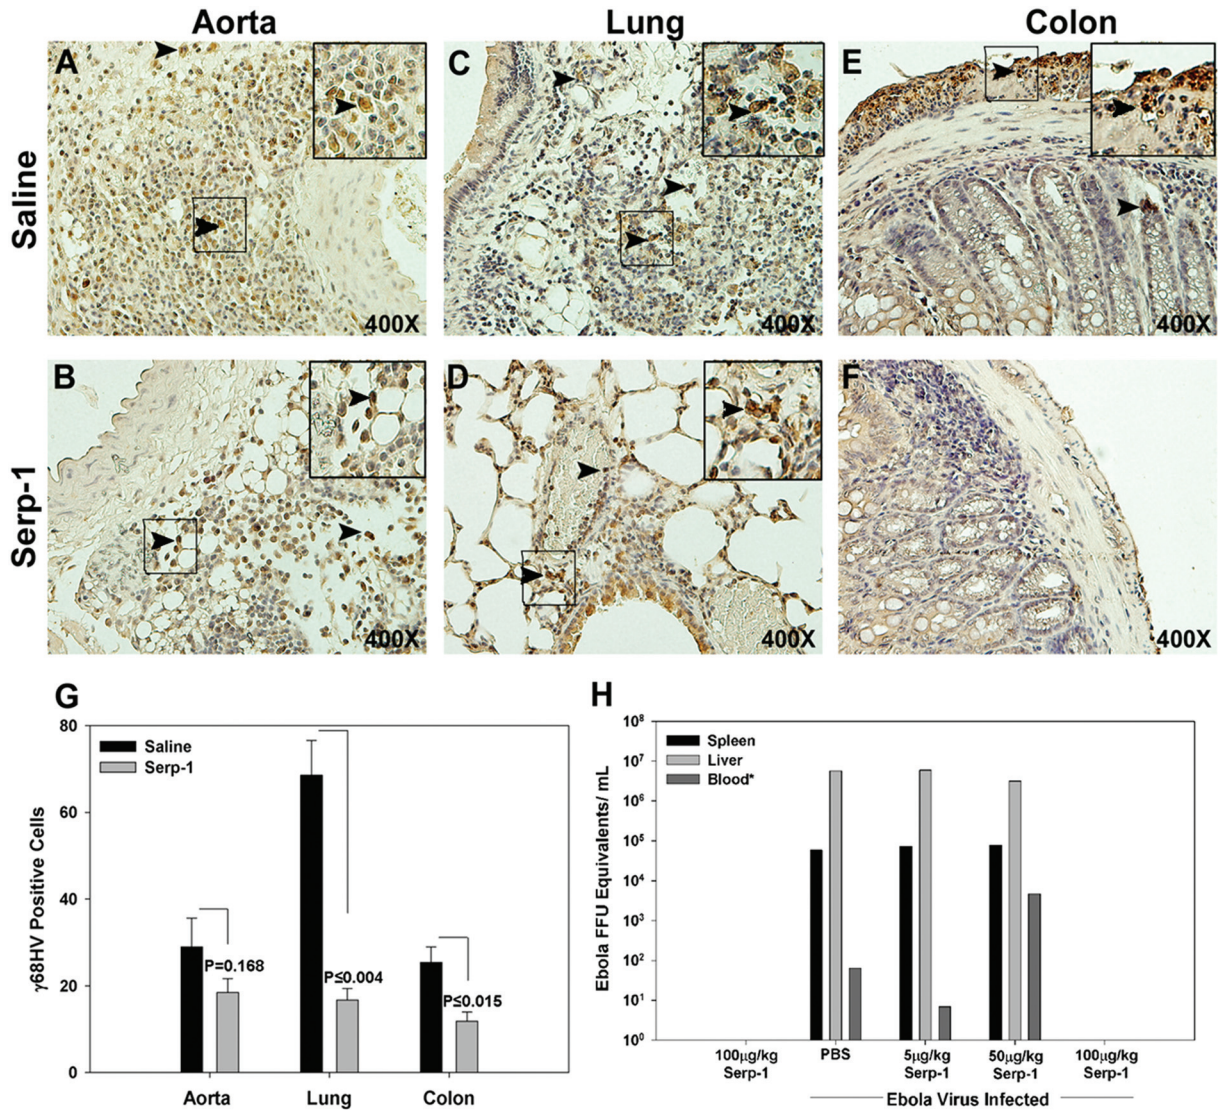 Aorta Lung Colon
Saline
A C E
400X 400X 400X
Serp-1
B D F
400X 400X 400X
G
γ68HV Positive Cells
80
60
40
20
0
Saline
Serp-1
P=0.168
P≤0.004
P≤0.015
Aorta Lung Colon
H
Ebola FFU Equivalents/ mL
10⁸
10⁷
10⁶
10⁵
10⁴
10³
10²
10¹
10⁰
Spleen
Liver
Blood*
100µg/kg PBS 5µg/kg 50µg/kg 100µg/kg
Serp-1 Serp-1 Serp-1 Serp-1
Ebola Virus Infected